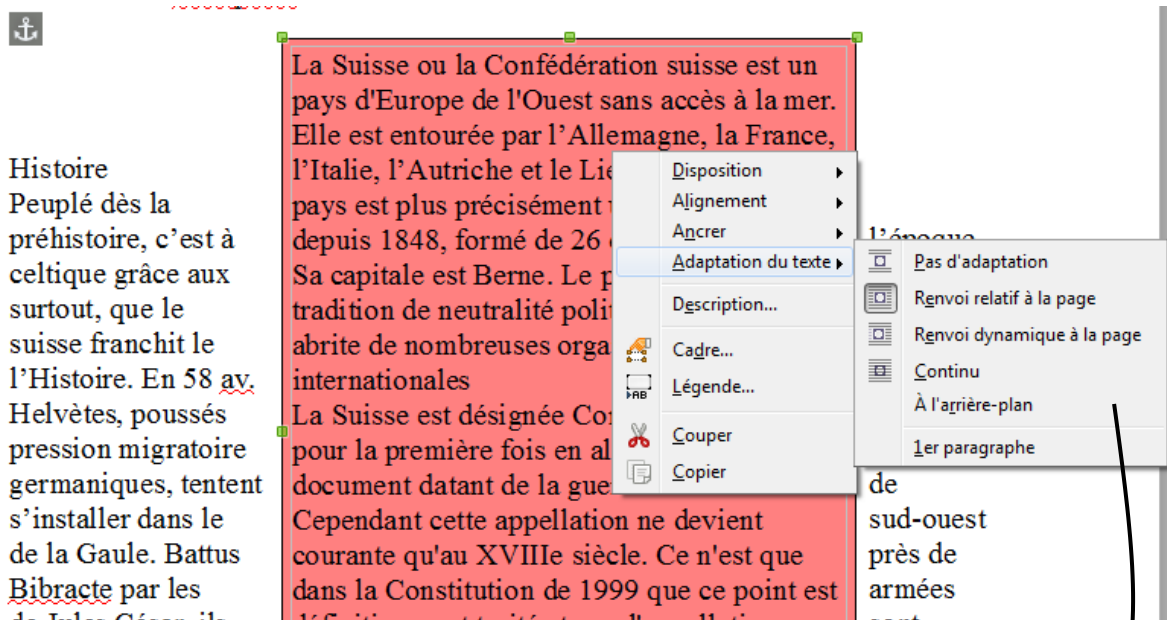 La Suisse ou la Confédération suisse est un
pays d'Europe de l'Ouest sans accès à la mer.
Elle est entourée par l’Allemagne, la France,
l’Italie, l’Autriche et le
pays est plus précisément
depuis 1848, formé de 26
Sa capitale est Berne. Le
tradition de neutralité
abrite de nombreuses
internationales
La Suisse est désignée
pour la première fois en
document datant de la
Cependant cette appellation ne devient
courante qu'au XVIIIe siècle. Ce n'est que
dans la Constitution de 1999 que ce point est
Histoire
Peuplé dès la
préhistoire, c’est à
celtique grâce aux
surtout, que le
suisse franchit le
l’Histoire. En 58 av.
Helvètes, poussés
pression migratoire
germaniques, tentent
s’installer dans le
de la Gaule. Battus
Bibracte par les
de Jules César, ils
l’époque
de
sud-ouest
près de
armées
sont
Disposition
Alignement
Ancrer
Adaptation du texte
Description...
Cadre...
Légende...
Couper
Copier
Pas d'adaptation
Renvoi relatif à la page
Renvoi dynamique à la page
Continu
À l'arrière-plan
1er paragraphe